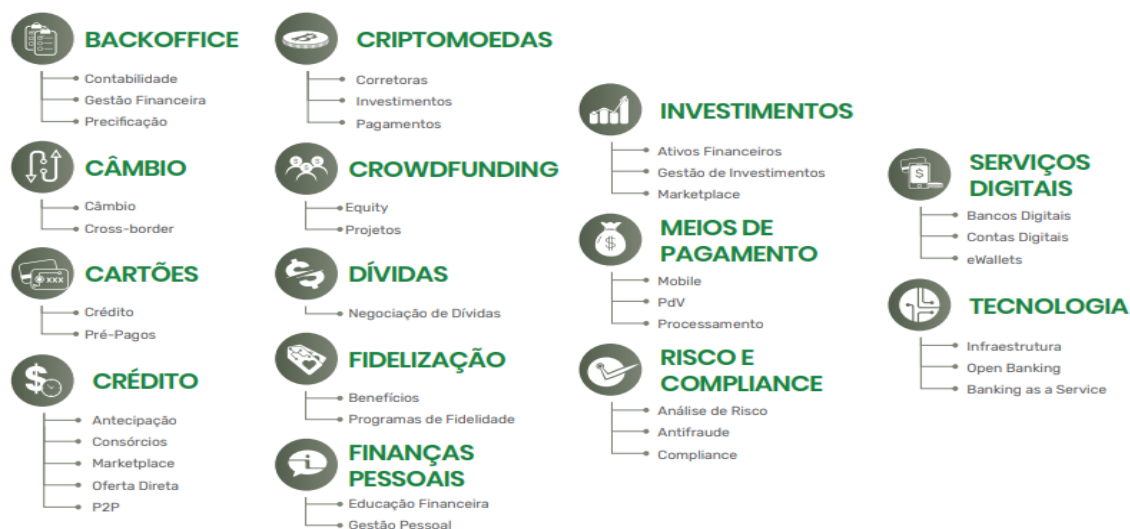 BACKOFFICE
Contabilidade
Gestão Financeira
Precificação
CÂMBIO
Câmbio
Cross-border
CARTÕES
XXX
Crédito
Pré-Pagos
CRÉDITO
Antecipação
Consórcios
Marketplace
Oferta Direta
P2P
CRIPTOMOEDAS
Corretoras
Investimentos
Pagamentos
CROWDFUNDING
Equity
Projetos
DÍVIDAS
Negociação de Dívidas
FIDELIZAÇÃO
Benefícios
Programas de Fidelidade
FINANÇAS
PESSOAIS
Educação Financeira
Gestão Pessoal
INVESTIMENTOS
Ativos Financeiros
Gestão de Investimentos
Marketplace
MEIOS DE
PAGAMENTO
Mobile
PdV
Processamento
RISCO E
COMPLIANCE
Análise de Risco
Antifraude
Compliance
SERVIÇOS
DIGITAIS
Bancos Digitais
Contas Digitais
eWallets
TECNOLOGIA
Infraestrutura
Open Banking
Banking as a Service